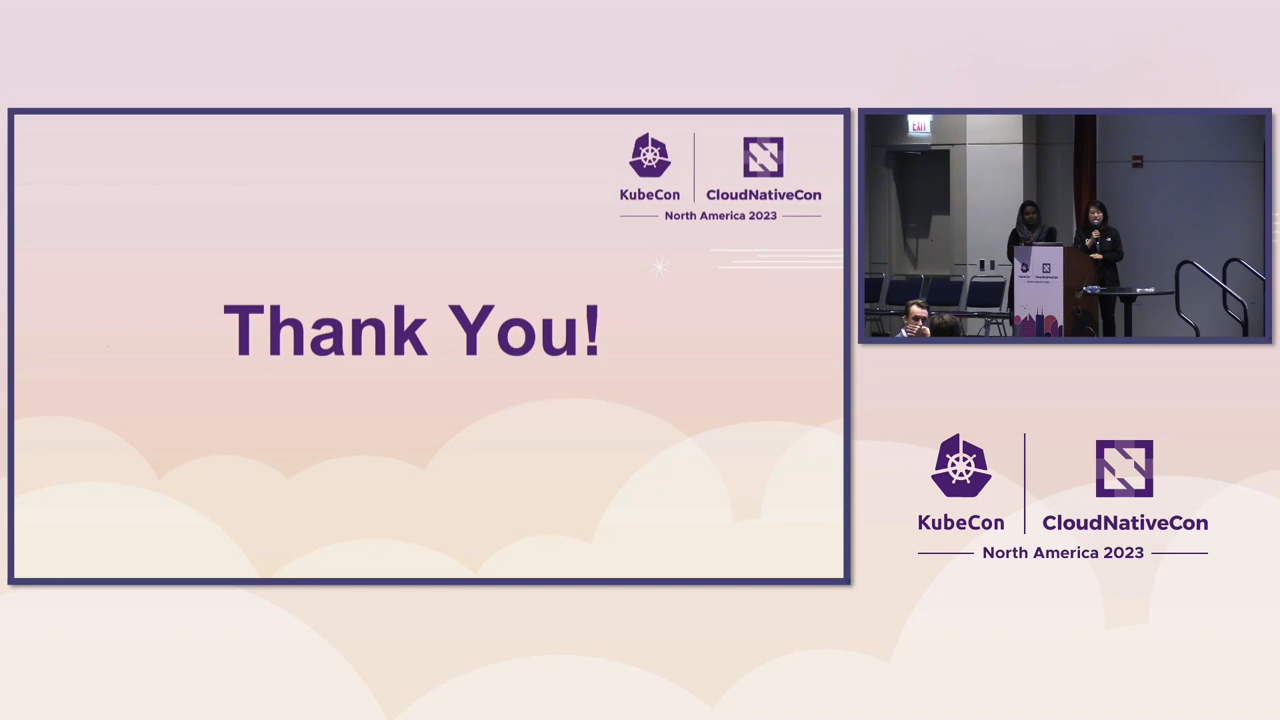 KubeCon
CloudNativeCon
North America 2023
Thank You!
EXIT
KubeCon
CloudNativeCon
North America 2023